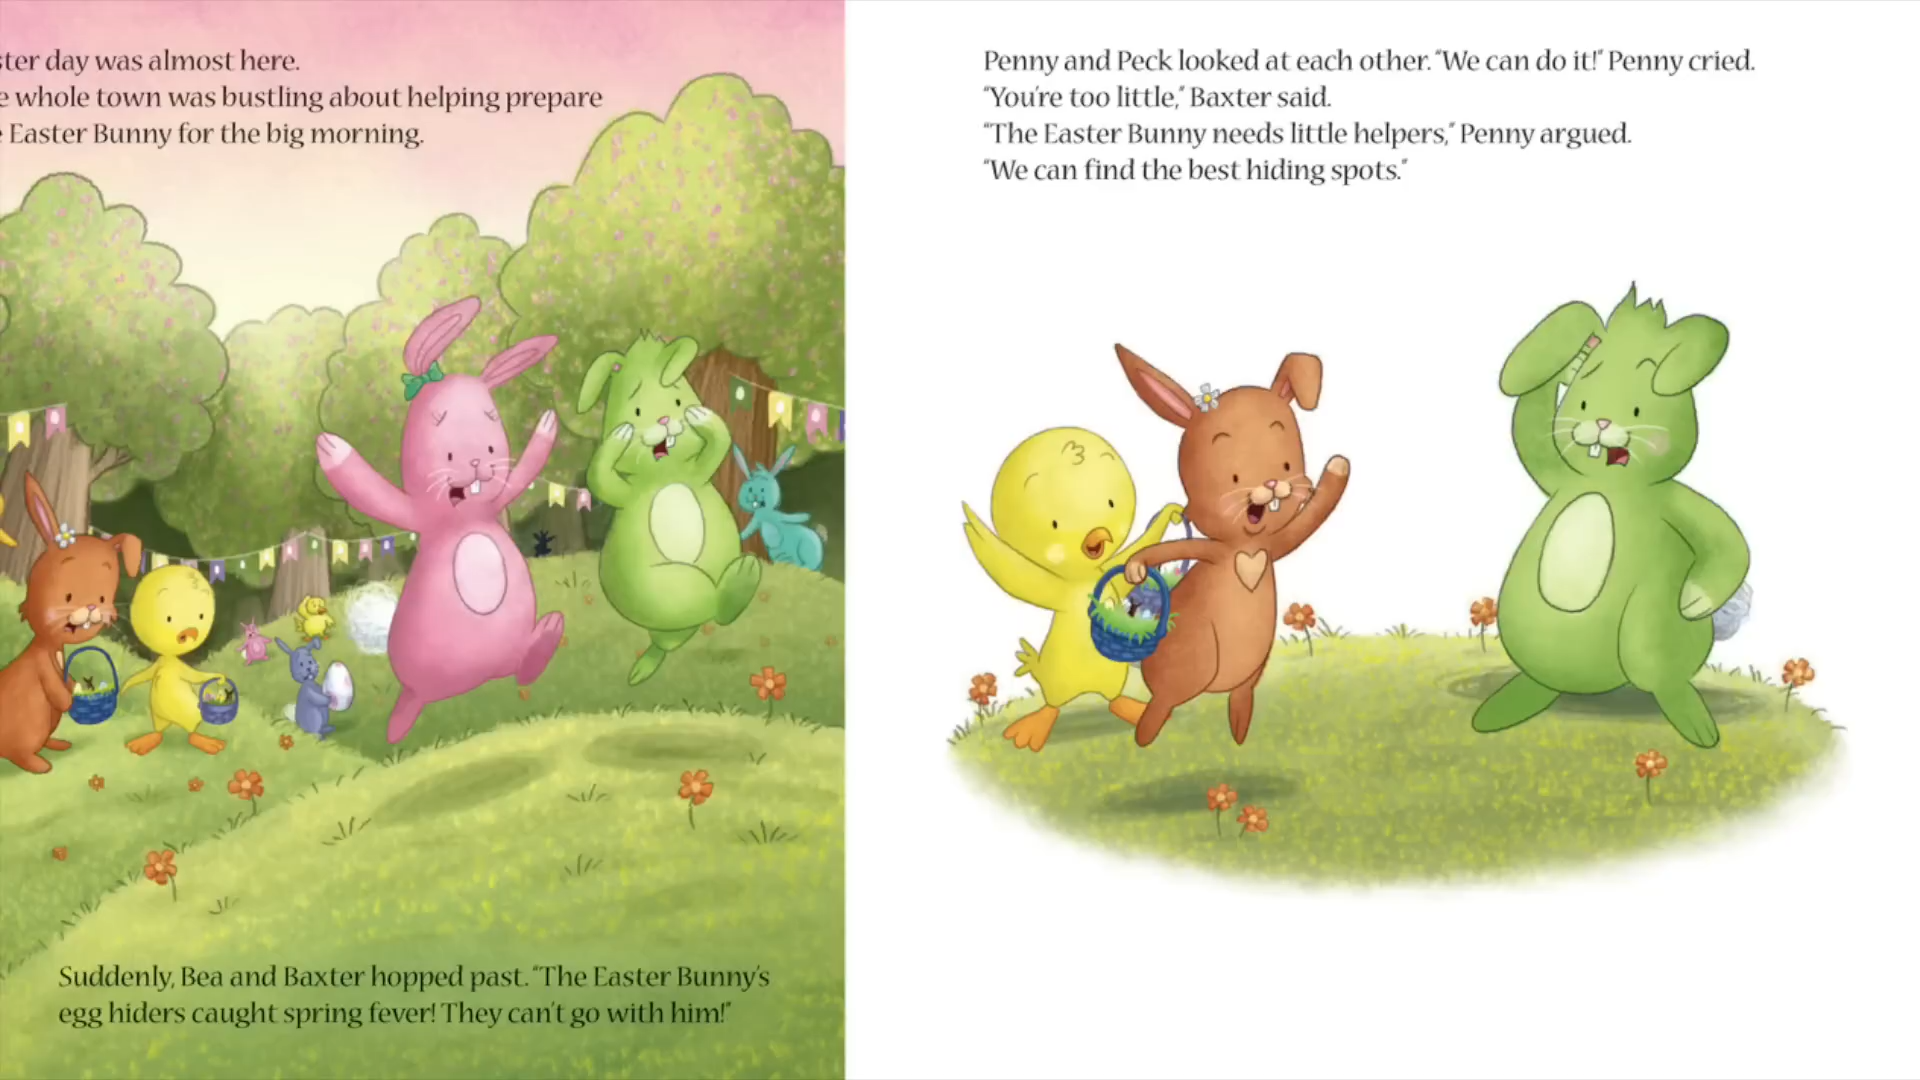 day was almost here.
whole town was bustling about helping prepare
Easter Bunny for the big morning.
Suddenly, Bea and Baxter hopped past. “The Easter Bunny’s
egg hiders caught spring fever! They can’t go with him!”
Penny and Peck looked at each other. “We can do it!” Penny cried.
“You’re too little,” Baxter said.
“The Easter Bunny needs little helpers,” Penny argued.
“We can find the best hiding spots.”